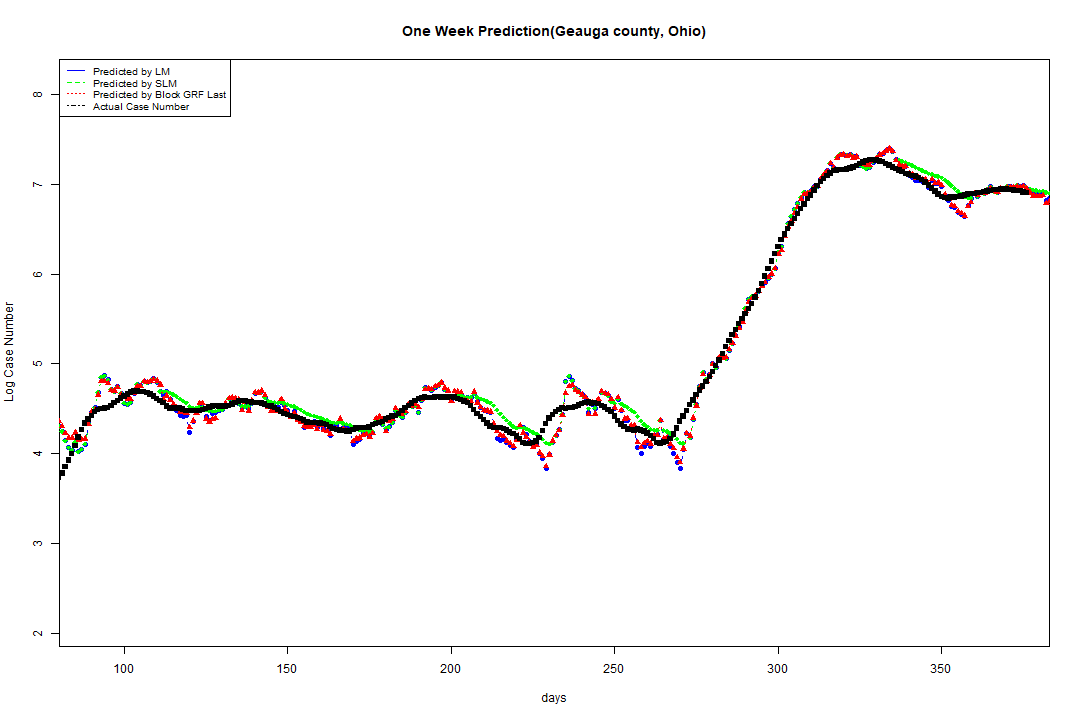 One Week Prediction(Geauga county, Ohio)
Predicted by LM
Predicted by SLM
Predicted by Block GRF Last
Actual Case Number
8
7
6
5
4
3
2
Log Case Number
100 150 200 250 300 350
days